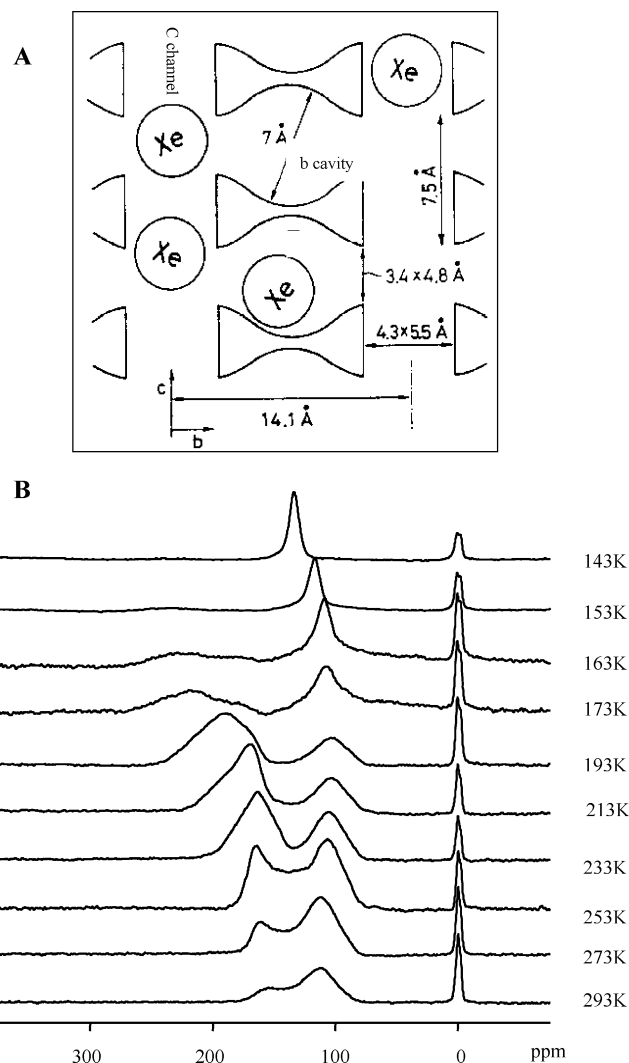 A
C channel
Xe
Xe
7 Å
b cavity
7.5 Å
Xe
Xe
3.4 x 4.8 Å
4.3 x 5.5 Å
c
14.1 Å
b
B
143K
153K
163K
173K
193K
213K
233K
253K
273K
293K
300 200 100 0 ppm